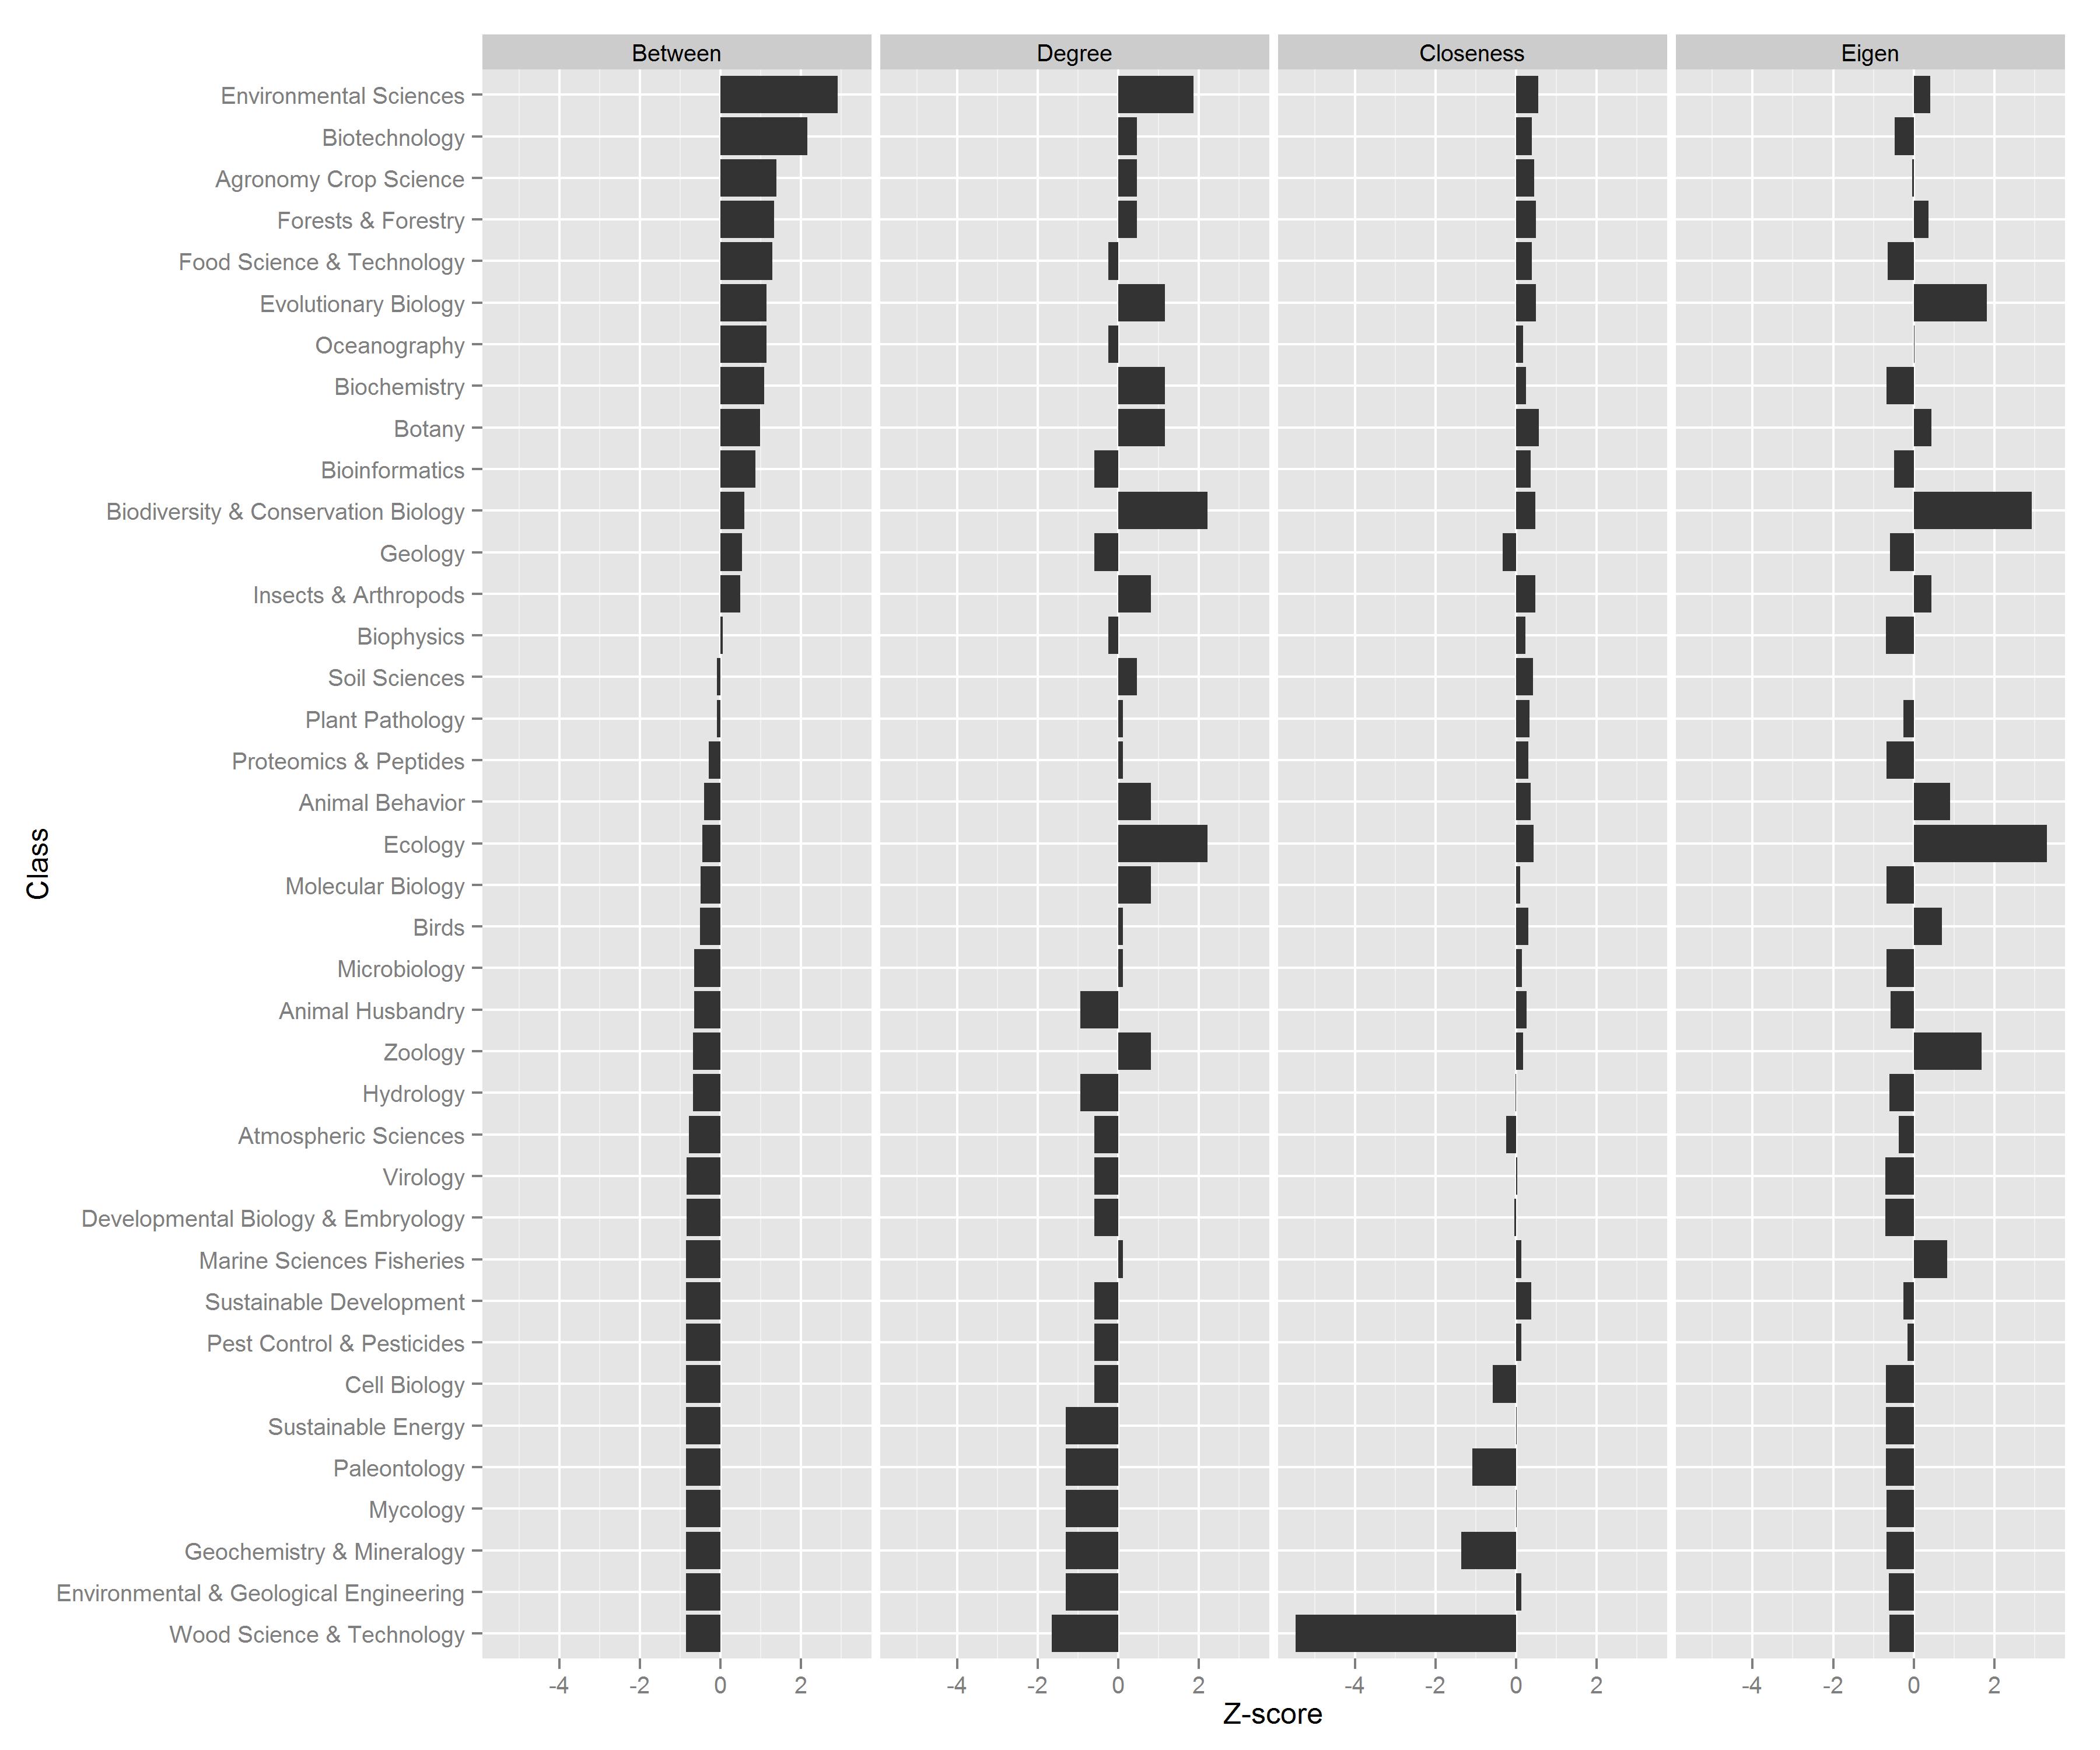 Between Degree Closeness Eigen
Environmental Sciences
Biotechnology
Agronomy Crop Science
Forests & Forestry
Food Science & Technology
Evolutionary Biology
Oceanography
Biochemistry
Botany
Bioinformatics
Biodiversity & Conservation Biology
Geology
Insects & Arthropods
Biophysics
Soil Sciences
Plant Pathology
Proteomics & Peptides
Animal Behavior
Ecology
Molecular Biology
Birds
Microbiology
Animal Husbandry
Zoology
Hydrology
Atmospheric Sciences
Virology
Developmental Biology & Embryology
Marine Sciences Fisheries
Sustainable Development
Pest Control & Pesticides
Cell Biology
Sustainable Energy
Paleontology
Mycology
Geochemistry & Mineralogy
Environmental & Geological Engineering
Wood Science & Technology
Class
-4 -2 0 2 -4 -2 0 2 -4 -2 0 2 -4 -2 0 2
Z-score